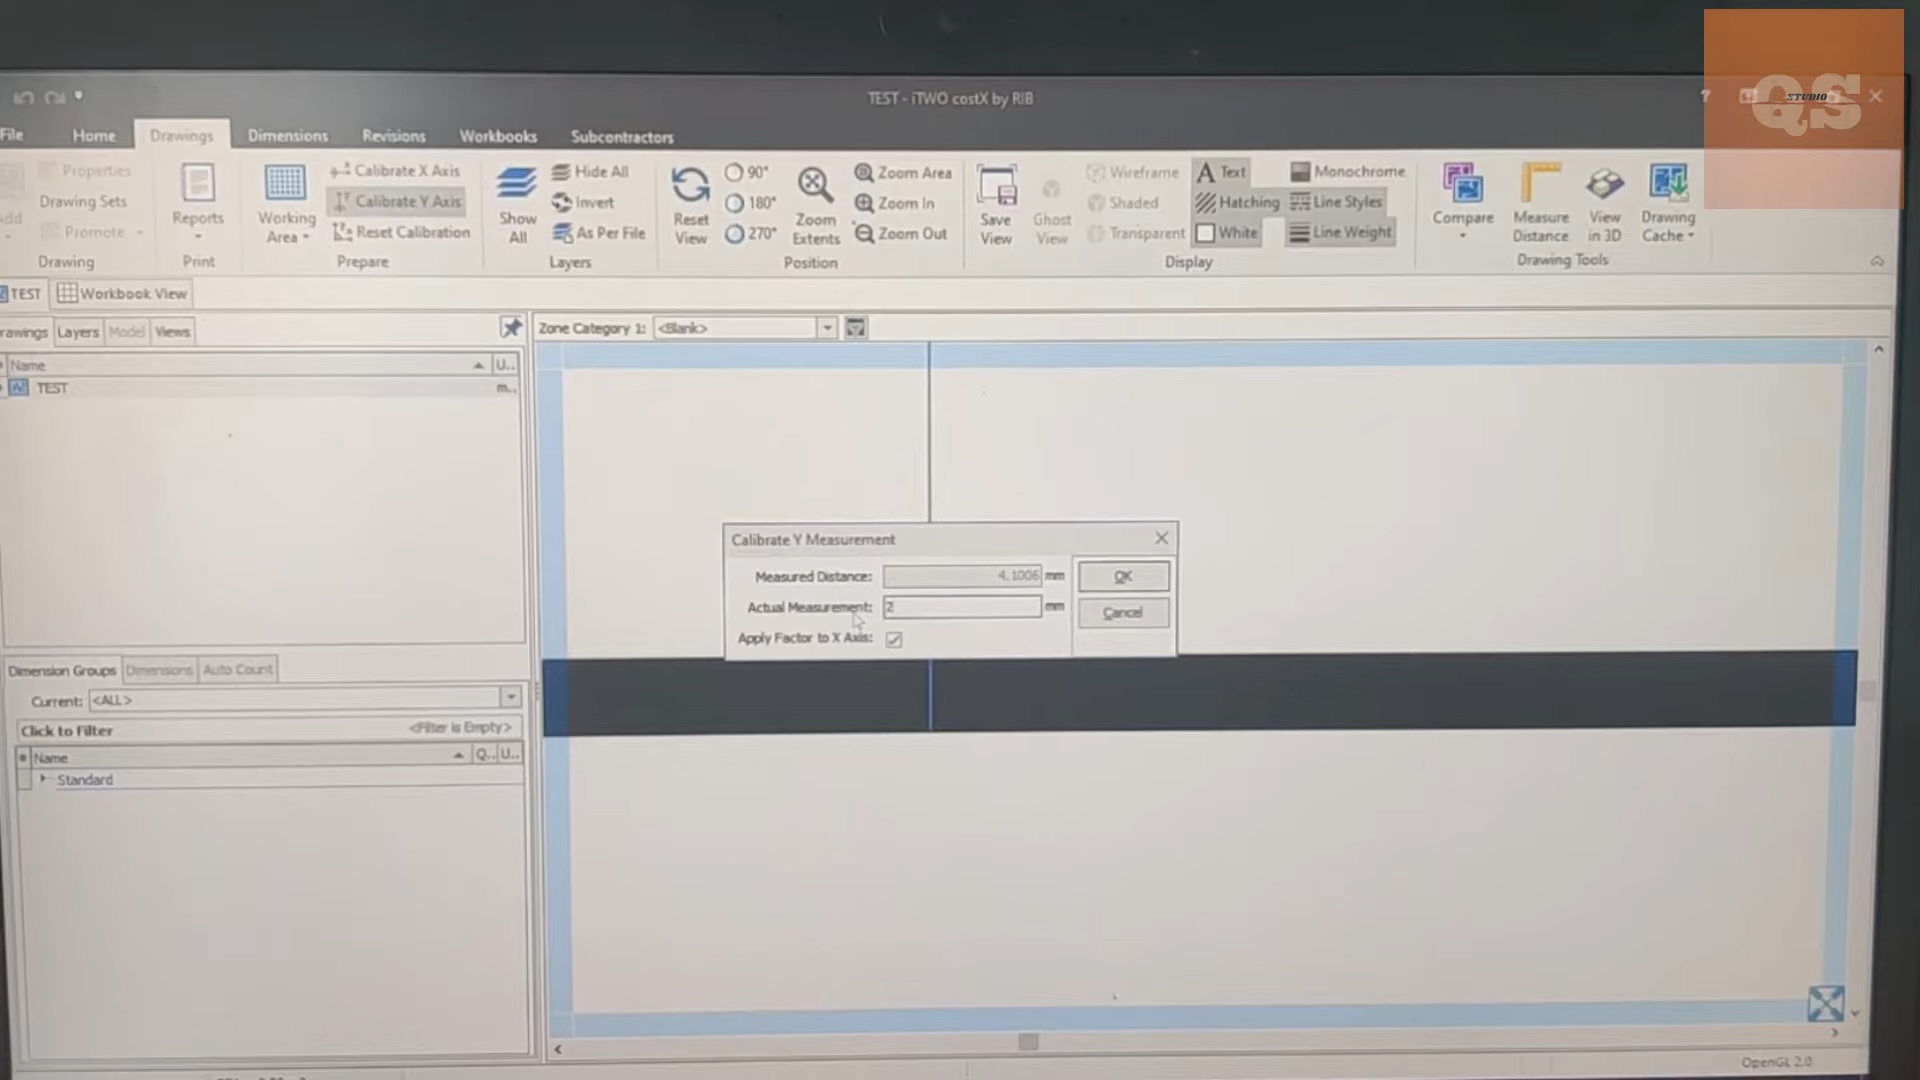 TEST - iTWO costX by RIB
?
STUDIO
QS
File
Home
Drawings
Dimensions
Revisions
Workbooks
Subcontractors
Properties
Drawing Sets
Promote
Drawing
Reports
Print
Working
Area
Calibrate X Axis
Calibrate Y Axis
Reset Calibration
Prepare
Show
All
Hide All
Invert
As Per File
Layers
Reset
View
90°
180°
270°
Zoom
Extents
Zoom Area
Zoom In
Zoom Out
Position
Save
View
Ghost
View
Wireframe
Shaded
Transparent
A Text
Hatching
White
Monochrome
Line Styles
Line Weight
Display
Compare
Measure
Distance
View
in 3D
Drawing
Cache
Drawing Tools
TEST
Workbook View
rawings
Layers
Model
Views
Zone Category 1: <Blank>
Name
U..
TEST
m..
Calibrate Y Measurement
Measured Distance: 4.1006 mm
OK
Actual Measurement: 2 mm
Cancel
Apply Factor to X Axis:
Dimension Groups
Dimensions
Auto Count
Current: <ALL>
Click to Filter
<Filter is Empty>
Name
Q.. U..
Standard
OpenGL 2.0